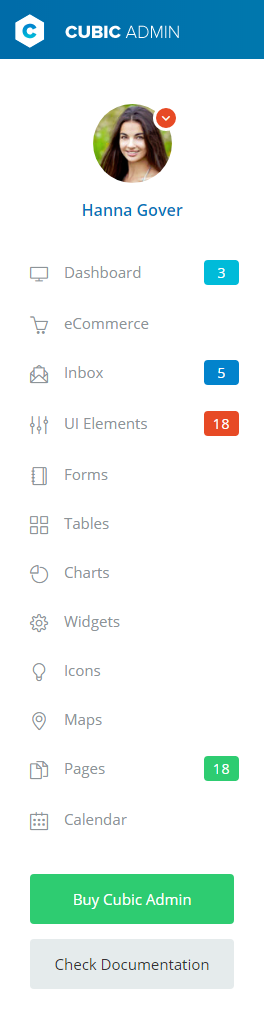 CUBIC ADMIN
Hanna Gover
Dashboard 3
eCommerce
Inbox 5
UI Elements 18
Forms
Tables
Charts
Widgets
Icons
Maps
Pages 18
Calendar
Buy Cubic Admin
Check Documentation